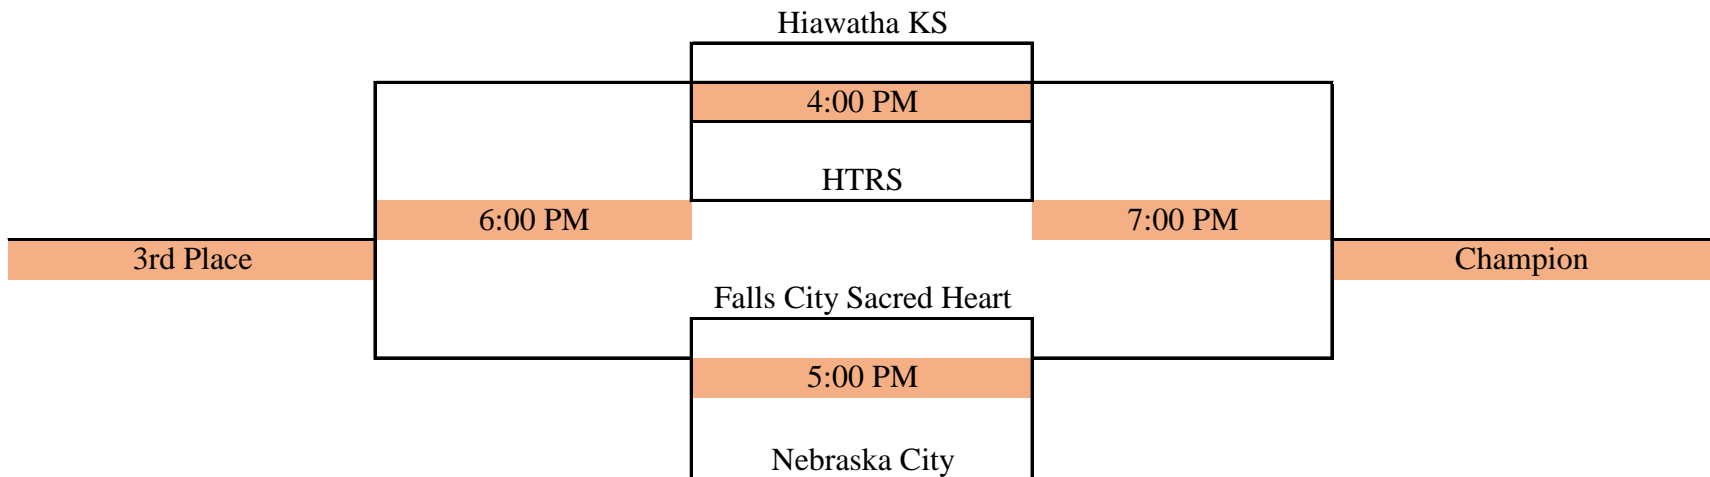 Hiawatha KS
4:00 PM
HTRS
6:00 PM
7:00 PM
3rd Place
Champion
Falls City Sacred Heart
5:00 PM
Nebraska City